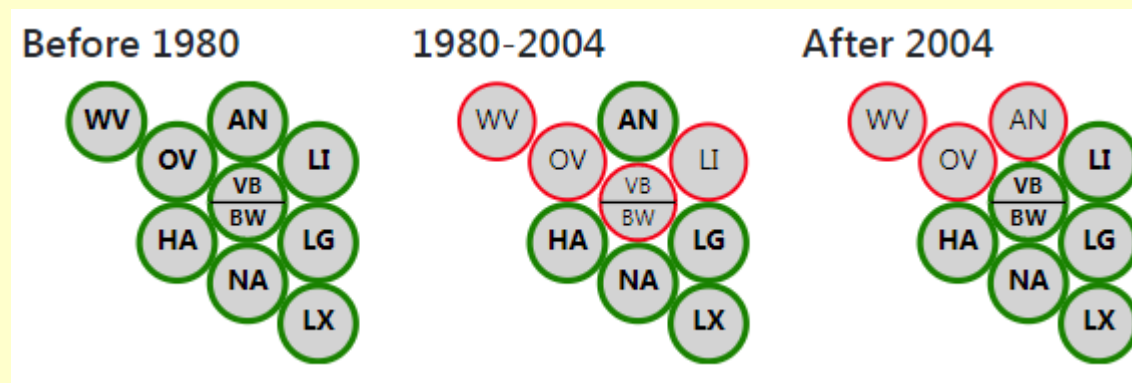 Before 1980 1980-2004 After 2004
WV AN WV AN WV AN
OV LI OV LI OV LI
VB VB VB
BW BW BW
HA LG HA LG HA LG
NA NA NA
LX LX LX